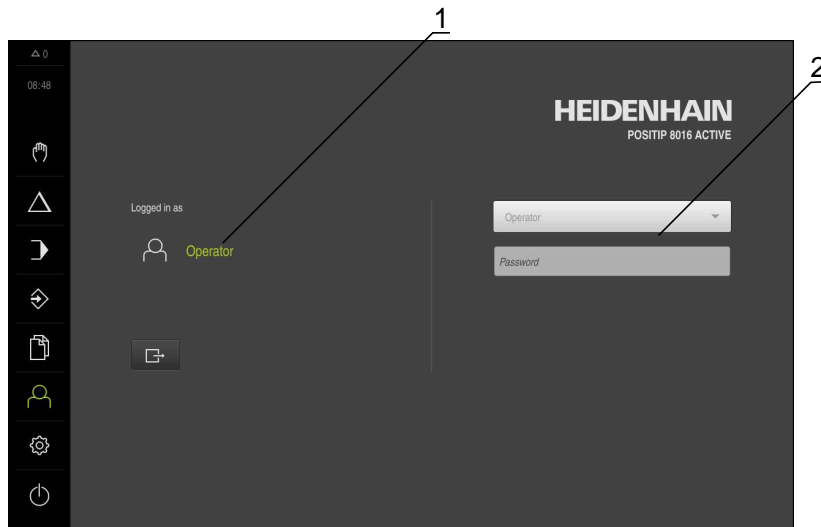 1
2
0
08:48
HEIDENHAIN
POSITIP 8016 ACTIVE
Logged in as
Operator
Operator
Password